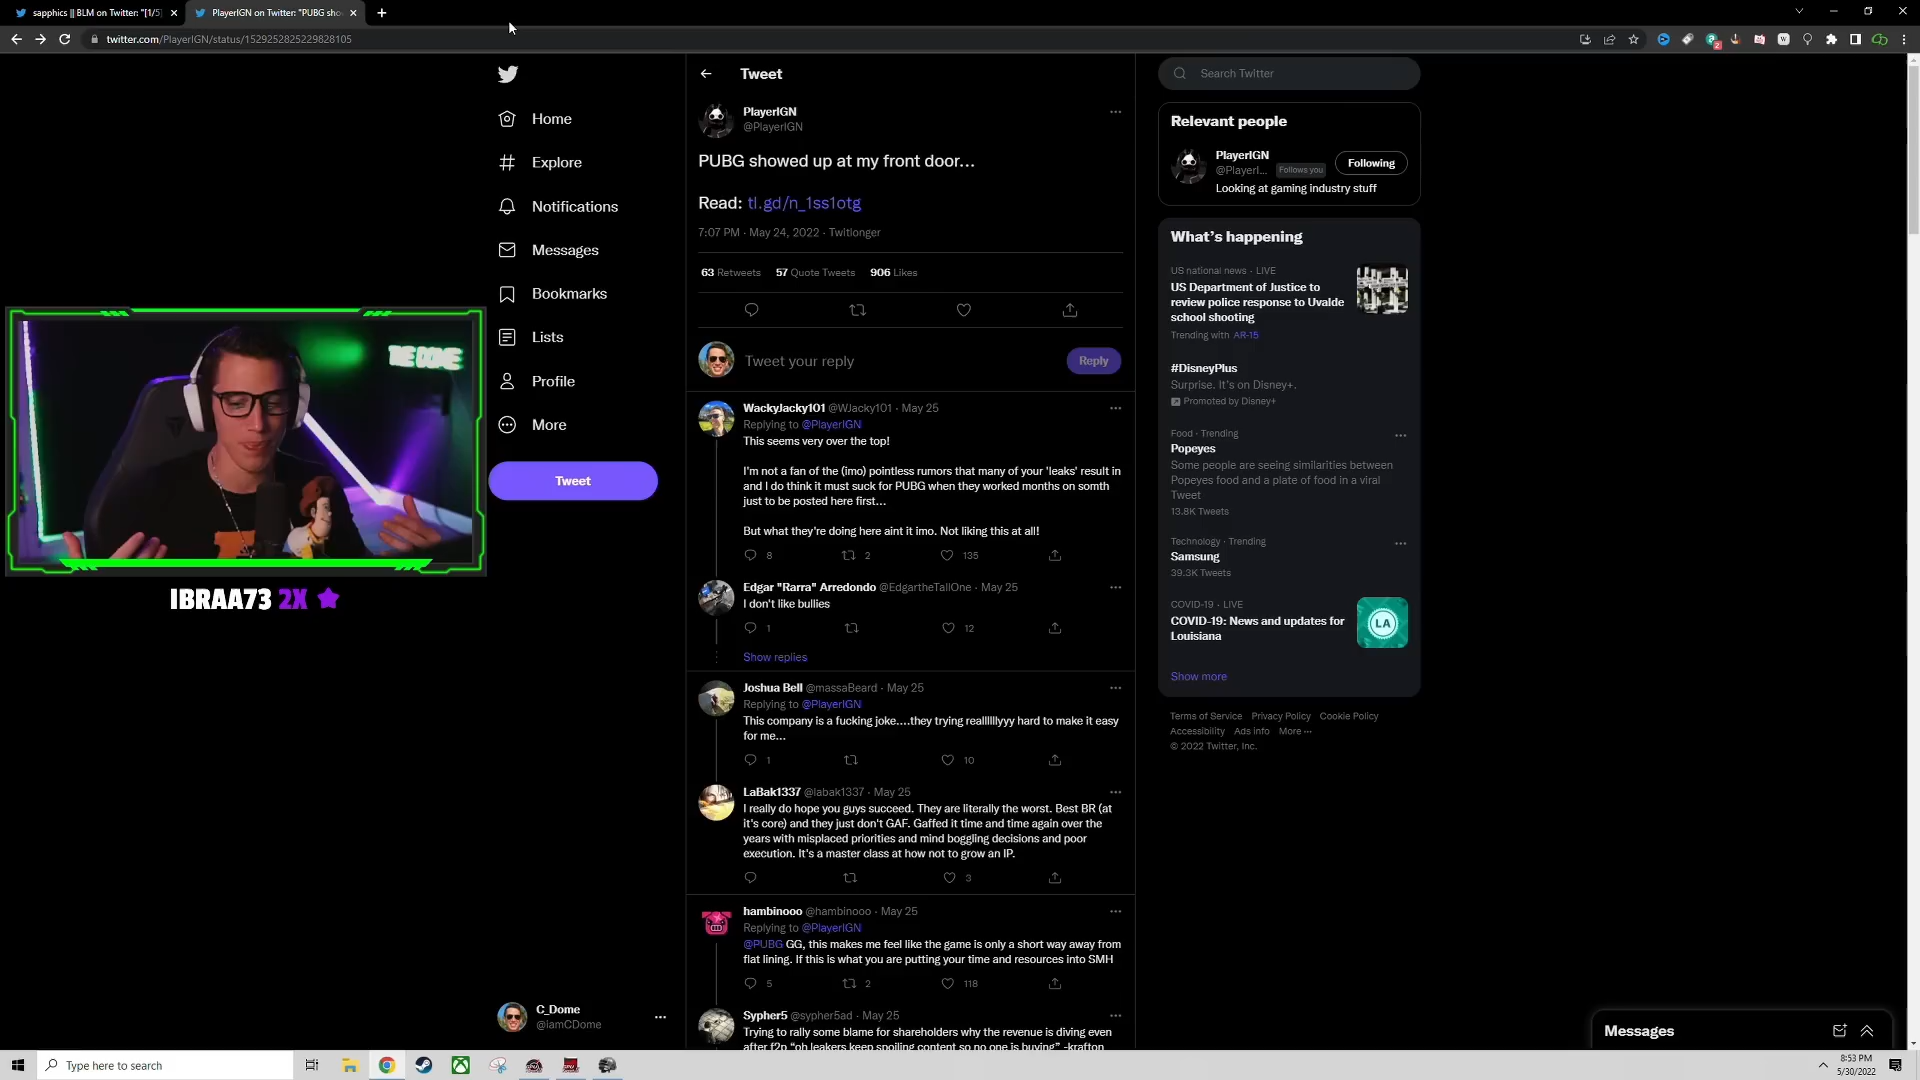 sapphics || BLM on Twitter: "[1/5]
PlayerIGN on Twitter: "PUBG sho
twitter.com/PlayerIGN/status/1529252825229828105
2
Home
Explore
Notifications
Messages
Bookmarks
Lists
Profile
More
Tweet
C_Dome
@iamCDome
THE DOME
IBRAA73 2X
Tweet
PlayerIGN
@PlayerIGN
PUBG showed up at my front door...
Read: tl.gd/n_1ss1otg
7:07 PM · May 24, 2022 · Twitlonger
63 Retweets 57 Quote Tweets 906 Likes
Tweet your reply
Reply
WackyJacky101 @WJacky101 · May 25
Replying to @PlayerIGN
This seems very over the top!
I'm not a fan of the (imo) pointless rumors that many of your 'leaks' result in
and I do think it must suck for PUBG when they worked months on somth
just to be posted here first...
But what they're doing here aint it imo. Not liking this at all!
8 2 135
Edgar "Rarra" Arredondo @EdgartheTallOne · May 25
I don't like bullies
1 12
Show replies
Joshua Bell @massaBeard · May 25
Replying to @PlayerIGN
This company is a fucking joke....they trying reallllllyyy hard to make it easy
for me...
1 10
LaBak1337 @labak1337 · May 25
I really do hope you guys succeed. They are literally the worst. Best BR (at
it's core) and they just don't GAF. Gaffed it time and time again over the
years with misplaced priorities and mind boggling decisions and poor
execution. It's a master class at how not to grow an IP.
3
hambinooo @hambinooo · May 25
Replying to @PlayerIGN
@PUBG GG, this makes me feel like the game is only a short way away from
flat lining. If this is what you are putting your time and resources into SMH
5 2 118
Sypher5 @sypher5ad · May 25
Trying to rally some blame for shareholders why the revenue is diving even
after f2p "oh leakers keep spoiling content so no one is buying" -krafton
Search Twitter
Relevant people
PlayerIGN
@PlayerI... Follows you
Following
Looking at gaming industry stuff
What's happening
US national news · LIVE
US Department of Justice to
review police response to Uvalde
school shooting
Trending with AR-15
#DisneyPlus
Surprise. It's on Disney+.
Promoted by Disney+
Food · Trending
Popeyes
Some people are seeing similarities between
Popeyes food and a plate of food in a viral
Tweet
13.8K Tweets
Technology · Trending
Samsung
39.3K Tweets
COVID-19 · LIVE
COVID-19: News and updates for
Louisiana
LA
Show more
Terms of Service Privacy Policy Cookie Policy
Accessibility Ads info More ...
© 2022 Twitter, Inc.
Messages
Type here to search
8:53 PM
5/30/2022